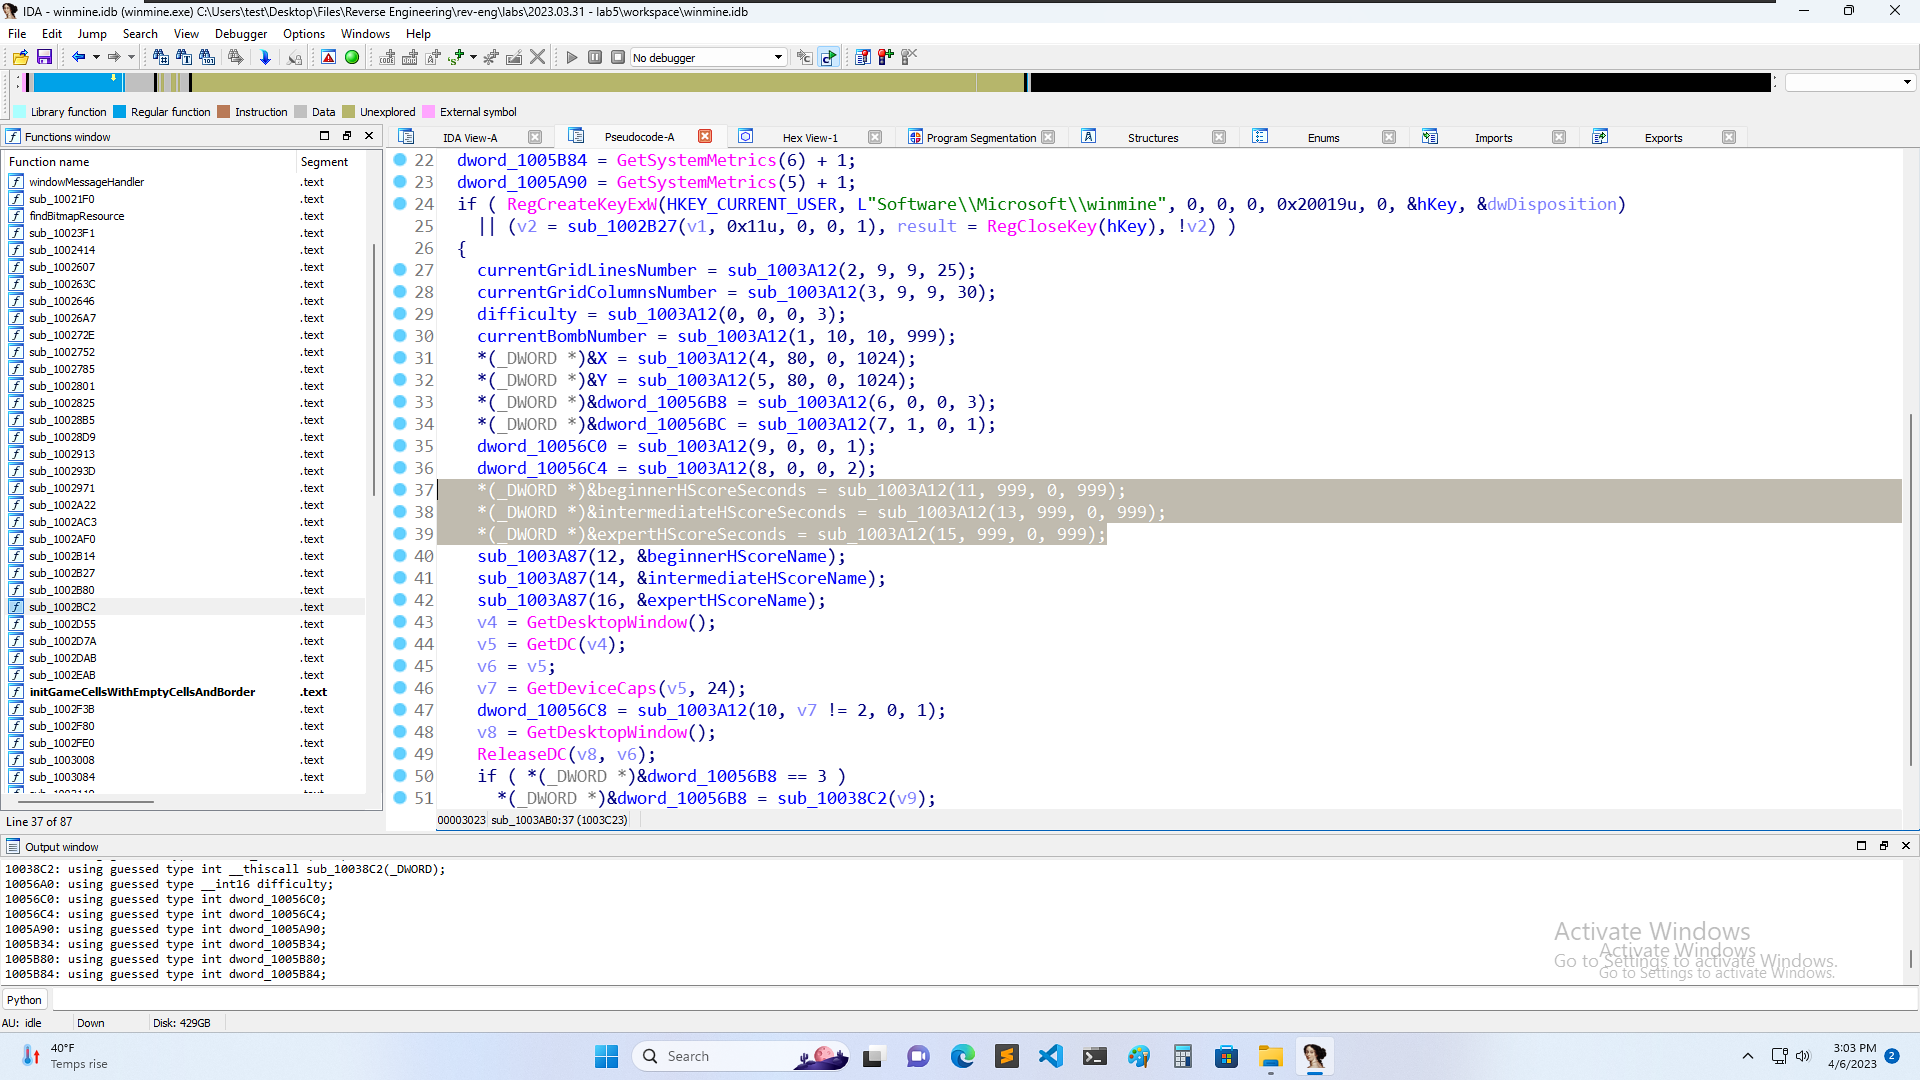 IDA - winmine.idb (winmine.exe) C:\Users\test\Desktop\Files\Reverse Engineering\rev-eng\labs\2023.03.31 - lab5\workspace\winmine.idb
File Edit Jump Search View Debugger Options Windows Help
No debugger
Library function Regular function Instruction Data Unexplored External symbol
Functions window
IDA View-A Pseudocode-A Hex View-1 Program Segmentation Structures Enums Imports Exports
Function name Segment
windowMessageHandler .text
sub_10021F0 .text
findBitmapResource .text
sub_10023F1 .text
sub_1002414 .text
sub_1002607 .text
sub_100263C .text
sub_1002646 .text
sub_10026A7 .text
sub_100272E .text
sub_1002752 .text
sub_1002785 .text
sub_1002801 .text
sub_1002825 .text
sub_10028B5 .text
sub_10028D9 .text
sub_1002913 .text
sub_100293D .text
sub_1002971 .text
sub_1002A22 .text
sub_1002AC3 .text
sub_1002AF0 .text
sub_1002B14 .text
sub_1002B27 .text
sub_1002B80 .text
sub_1002BC2 .text
sub_1002D55 .text
sub_1002D7A .text
sub_1002DAB .text
sub_1002EAB .text
initGameCellsWithEmptyCellsAndBorder .text
sub_1002F3B .text
sub_1002F80 .text
sub_1002FE0 .text
sub_1003008 .text
sub_1003084 .text
Line 37 of 87
22 dword_1005B84 = GetSystemMetrics(6) + 1;
23 dword_1005A90 = GetSystemMetrics(5) + 1;
24 if ( RegCreateKeyExW(HKEY_CURRENT_USER, L"Software\\Microsoft\\winmine", 0, 0, 0, 0x20019u, 0, &hKey, &dwDisposition)
25 || (v2 = sub_1002B27(v1, 0x11u, 0, 0, 1), result = RegCloseKey(hKey), !v2) )
26 {
27 currentGridLinesNumber = sub_1003A12(2, 9, 9, 25);
28 currentGridColumnsNumber = sub_1003A12(3, 9, 9, 30);
29 difficulty = sub_1003A12(0, 0, 0, 3);
30 currentBombNumber = sub_1003A12(1, 10, 10, 999);
31 *(_DWORD *)&X = sub_1003A12(4, 80, 0, 1024);
32 *(_DWORD *)&Y = sub_1003A12(5, 80, 0, 1024);
33 *(_DWORD *)&dword_10056B8 = sub_1003A12(6, 0, 0, 3);
34 *(_DWORD *)&dword_10056BC = sub_1003A12(7, 1, 0, 1);
35 dword_10056C0 = sub_1003A12(9, 0, 0, 1);
36 dword_10056C4 = sub_1003A12(8, 0, 0, 2);
37 *(_DWORD *)&beginnerHScoreSeconds = sub_1003A12(11, 999, 0, 999);
38 *(_DWORD *)&intermediateHScoreSeconds = sub_1003A12(13, 999, 0, 999);
39 *(_DWORD *)&expertHScoreSeconds = sub_1003A12(15, 999, 0, 999);
40 sub_1003A87(12, &beginnerHScoreName);
41 sub_1003A87(14, &intermediateHScoreName);
42 sub_1003A87(16, &expertHScoreName);
43 v4 = GetDesktopWindow();
44 v5 = GetDC(v4);
45 v6 = v5;
46 v7 = GetDeviceCaps(v5, 24);
47 dword_10056C8 = sub_1003A12(10, v7 != 2, 0, 1);
48 v8 = GetDesktopWindow();
49 ReleaseDC(v8, v6);
50 if ( *(_DWORD *)&dword_10056B8 == 3 )
51 *(_DWORD *)&dword_10056B8 = sub_10038C2(v9);
00003023 sub_1003AB0:37 (1003C23)
Output window
10038C2: using guessed type int __thiscall sub_10038C2(_DWORD);
10056A0: using guessed type __int16 difficulty;
10056C0: using guessed type int dword_10056C0;
10056C4: using guessed type int dword_10056C4;
1005A90: using guessed type int dword_1005A90;
1005B34: using guessed type int dword_1005B34;
1005B80: using guessed type int dword_1005B80;
1005B84: using guessed type int dword_1005B84;
Activate Windows
Go to Settings to activate Windows.
Activate Windows
Go to Settings to activate Windows.
Python
AU: idle Down Disk: 429GB
40°F
Temps rise
Search
3:03 PM
4/6/2023
2